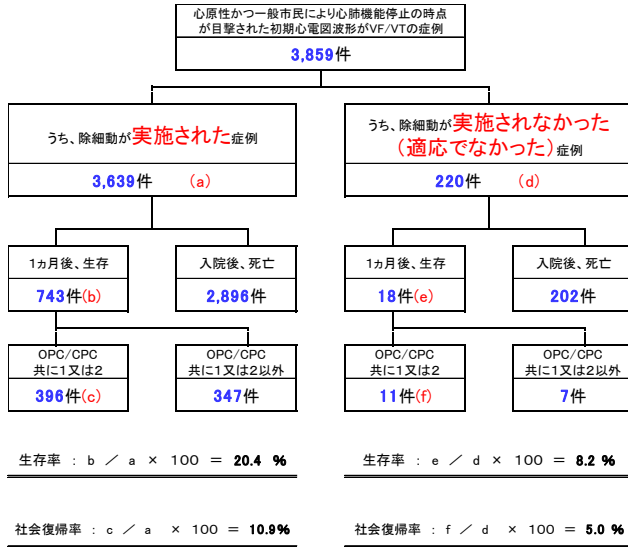 心原性かつ一般市民により心肺機能停止の時点
が目撃された初期心電図波形がVF/VTの症例
3,859件
うち、除細動が実施された症例
3,639件 (a)
うち、除細動が実施されなかった
(適応でなかった)症例
220件 (d)
1ヵ月後、生存
743件(b)
入院後、死亡
2,896件
1ヵ月後、生存
18件(e)
入院後、死亡
202件
OPC/CPC
共に1又は2
396件(c)
OPC/CPC
共に1又は2以外
347件
OPC/CPC
共に1又は2
11件(f)
OPC/CPC
共に1又は2以外
7件
生存率 : b / a × 100 = 20.4 %
生存率 : e / d × 100 = 8.2 %
社会復帰率 : c / a × 100 = 10.9%
社会復帰率 : f / d × 100 = 5.0 %